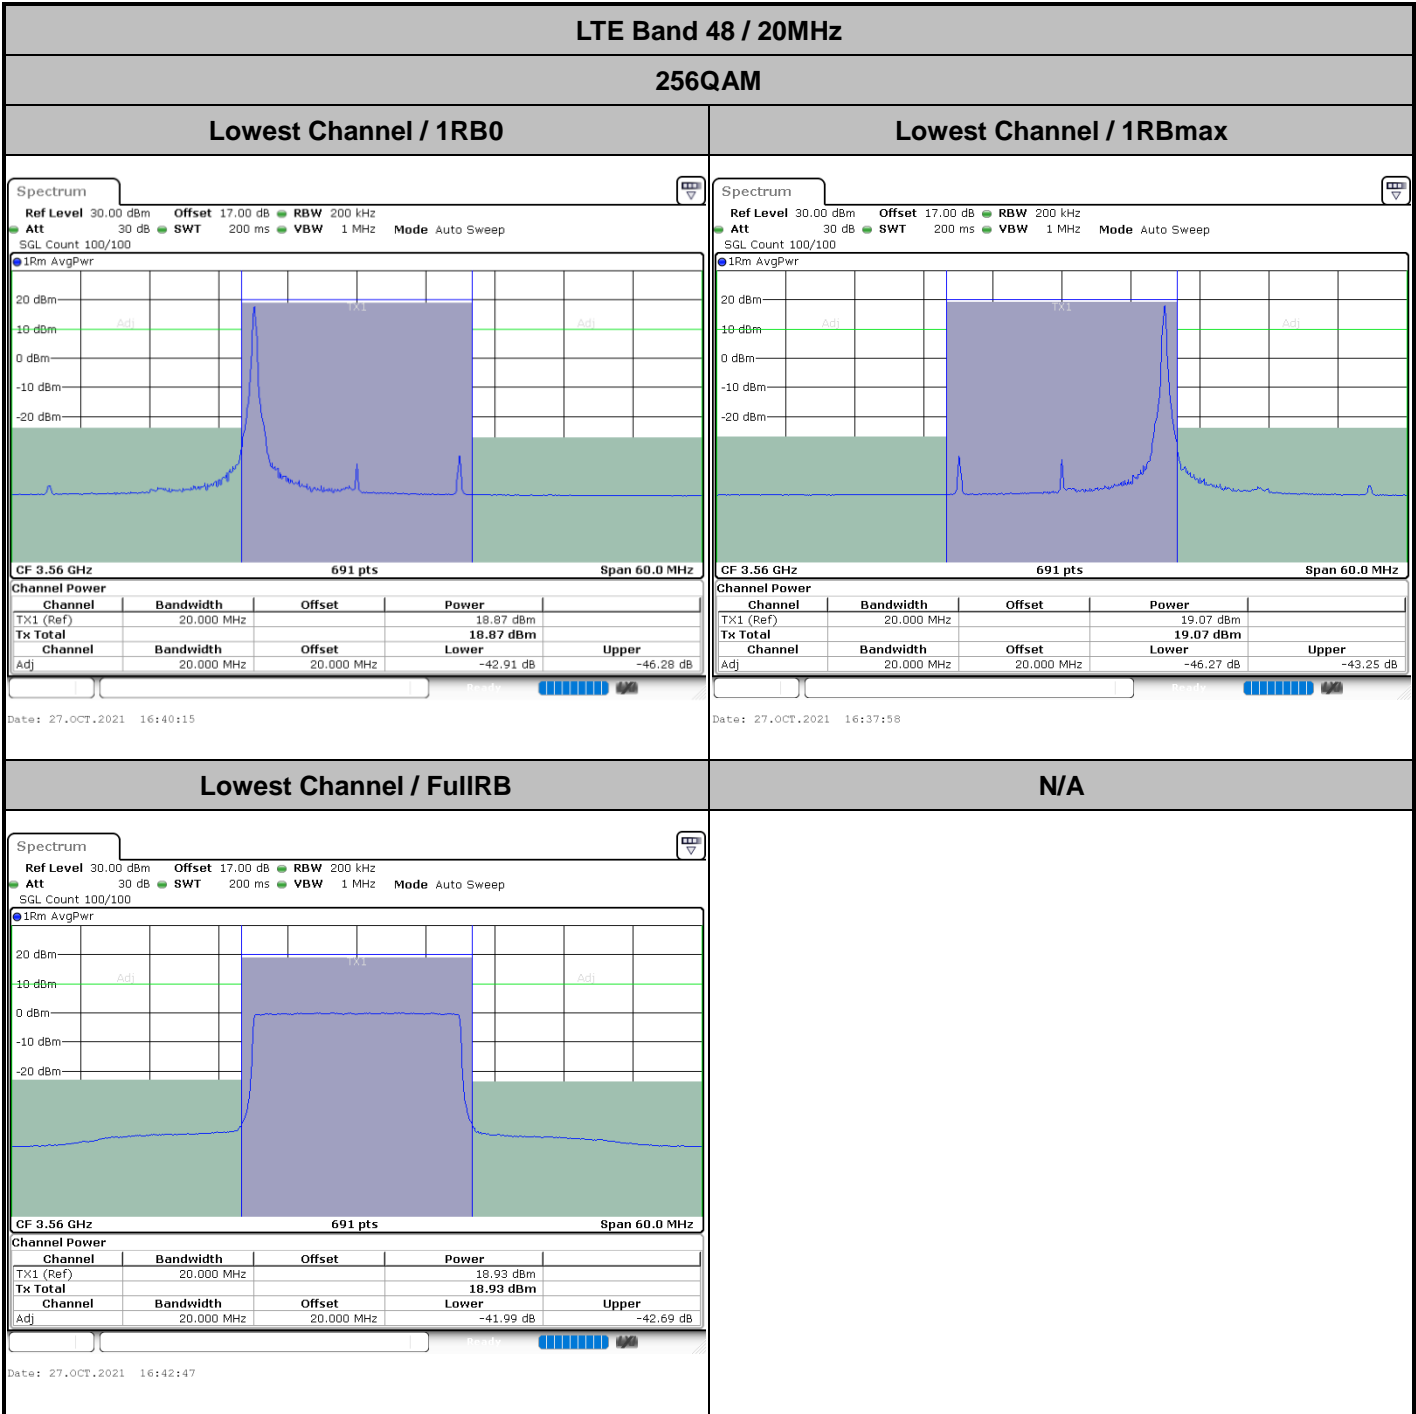 LTE Band 48 / 20MHz
256QAM
Lowest Channel / 1RB0
Lowest Channel / 1RBmax
Spectrum
Ref Level 30.00 dBm Offset 17.00 dB RBW 200 kHz
Att 30 dB SWT 200 ms VBW 1 MHz Mode Auto Sweep
SGL Count 100/100
1Rm AvgPwr
TX1
20 dBm
Adj
Adj
10 dBm
0 dBm
-10 dBm
-20 dBm
CF 3.56 GHz 691 pts Span 60.0 MHz
Channel Power
Channel Bandwidth Offset Power
TX1 (Ref) 20.000 MHz 18.87 dBm
Tx Total 18.87 dBm
Channel Bandwidth Offset Lower Upper
Adj 20.000 MHz 20.000 MHz -42.91 dB -46.28 dB
Ready
Date: 27.OCT.2021 16:40:15
Spectrum
Ref Level 30.00 dBm Offset 17.00 dB RBW 200 kHz
Att 30 dB SWT 200 ms VBW 1 MHz Mode Auto Sweep
SGL Count 100/100
1Rm AvgPwr
TX1
20 dBm
Adj
Adj
10 dBm
0 dBm
-10 dBm
-20 dBm
CF 3.56 GHz 691 pts Span 60.0 MHz
Channel Power
Channel Bandwidth Offset Power
TX1 (Ref) 20.000 MHz 19.07 dBm
Tx Total 19.07 dBm
Channel Bandwidth Offset Lower Upper
Adj 20.000 MHz 20.000 MHz -46.27 dB -43.25 dB
Ready
Date: 27.OCT.2021 16:37:58
Lowest Channel / FullRB
N/A
Spectrum
Ref Level 30.00 dBm Offset 17.00 dB RBW 200 kHz
Att 30 dB SWT 200 ms VBW 1 MHz Mode Auto Sweep
SGL Count 100/100
1Rm AvgPwr
20 dBm
TX1
Adj
Adj
10 dBm
0 dBm
-10 dBm
-20 dBm
CF 3.56 GHz 691 pts Span 60.0 MHz
Channel Power
Channel Bandwidth Offset Power
TX1 (Ref) 20.000 MHz 18.93 dBm
Tx Total 18.93 dBm
Channel Bandwidth Offset Lower Upper
Adj 20.000 MHz 20.000 MHz -41.99 dB -42.69 dB
Ready
Date: 27.OCT.2021 16:42:47